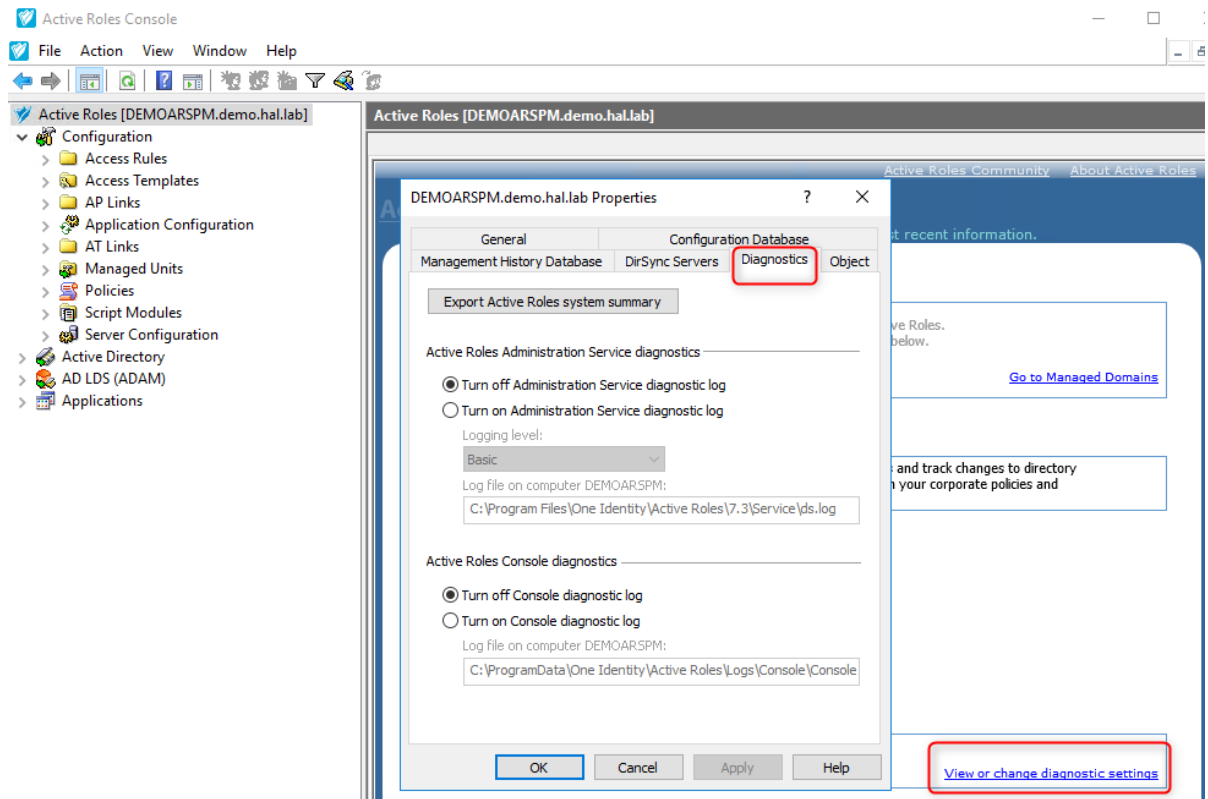 Active Roles Console
File Action View Window Help
Active Roles [DEMOARSPM.demo.hal.lab]
Configuration
Access Rules
Access Templates
AP Links
Application Configuration
AT Links
Managed Units
Policies
Script Modules
Server Configuration
Active Directory
AD LDS (ADAM)
Applications
Active Roles [DEMOARSPM.demo.hal.lab]
Active Roles Community About Active Roles
st recent information.
ve Roles.
below.
Go to Managed Domains
and track changes to directory
your corporate policies and
View or change diagnostic settings
DEMOARSPM.demo.hal.lab Properties
General Configuration Database
Management History Database DirSync Servers Diagnostics Object
Export Active Roles system summary
Active Roles Administration Service diagnostics
Turn off Administration Service diagnostic log
Turn on Administration Service diagnostic log
Logging level:
Basic
Log file on computer DEMOARSPM:
C:\Program Files\One Identity\Active Roles\7.3\Service\ds.log
Active Roles Console diagnostics
Turn off Console diagnostic log
Turn on Console diagnostic log
Log file on computer DEMOARSPM:
C:\ProgramData\One Identity\Active Roles\Logs\Console\Console
OK Cancel Apply Help